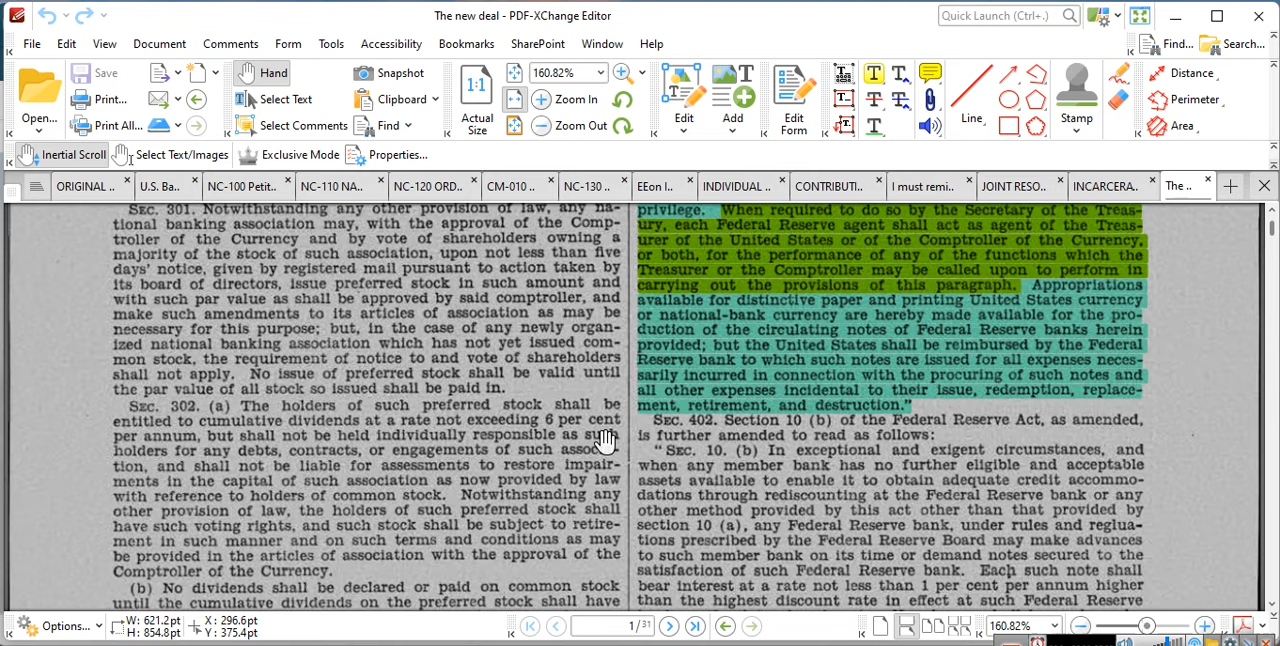 The new deal - PDF-XChange Editor
Quick Launch (Ctrl+.)
File Edit View Document Comments Form Tools Accessibility Bookmarks SharePoint Window Help
Find... Search...
Open...
Save
Print...
Print All...
Hand
Select Text
Select Comments
Snapshot
Clipboard
Find
1:1
Actual Size
160.82%
Zoom In
Zoom Out
Edit
Add
Edit Form
Line
Stamp
Distance
Perimeter
Area
Inertial Scroll Select Text/Images Exclusive Mode Properties...
ORIGINAL .. U.S. Ba.. NC-100 Petit.. NC-110 NA.. NC-120 ORD.. CM-010 .. NC-130 .. EEon I.. INDIVIDUAL .. CONTRIBUTI.. I must remi.. JOINT RESO.. INCARCERA.. The ..
SEC. 301. Notwithstanding any other provision of law, any na-
tional banking association may, with the approval of the Comp-
troller of the Currency and by vote of shareholders owning a
majority of the stock of such association, upon not less than five
days' notice, given by registered mail pursuant to action taken by
its board of directors, issue preferred stock in such amount and
with such par value as shall be approved by said comptroller, and
make such amendments to its articles of association as may be
necessary for this purpose; but, in the case of any newly organ-
ized national banking association which has not yet issued com-
mon stock, the requirement of notice to and vote of shareholders
shall not apply. No issue of preferred stock shall be valid until
the par value of all stock so issued shall be paid in.
SEC. 302. (a) The holders of such preferred stock shall be
entitled to cumulative dividends at a rate not exceeding 6 per cent
per annum, but shall not be held individually responsible as such
holders for any debts, contracts, or engagements of such
tion, and shall not be liable for assessments to restore impair-
ments in the capital of such association as now provided by law
with reference to holders of common stock. Notwithstanding any
other provision of law, the holders of such preferred stock shall
have such voting rights, and such stock shall be subject to retire-
ment in such manner and on such terms and conditions as may
be provided in the articles of association with the approval of the
Comptroller of the Currency.
(b) No dividends shall be declared or paid on common stock
until the cumulative dividends on the preferred stock shall have
privilege. When required to do so by the Secretary of the Treas-
ury, each Federal Reserve agent shall act as agent of the Treas-
urer of the United States or of the Comptroller of the Currency,
or both, for the performance of any of the functions which the
Treasurer or the Comptroller may be called upon to perform in
carrying out the provisions of this paragraph. Appropriations
available for distinctive paper and printing United States currency
or national-bank currency are hereby made available for the pro-
duction of the circulating notes of Federal Reserve banks herein
provided; but the United States shall be reimbursed by the Federal
Reserve bank to which such notes are issued for all expenses neces-
sarily incurred in connection with the procuring of such notes and
all other expenses incidental to their issue, redemption, replace-
ment, retirement, and destruction."
SEC. 402. Section 10 (b) of the Federal Reserve Act, as amended,
is further amended to read as follows:
"SEC. 10. (b) In exceptional and exigent circumstances, and
when any member bank has no further eligible and acceptable
assets available to enable it to obtain adequate credit accommo-
dations through rediscounting at the Federal Reserve bank or any
other method provided by this act other than that provided by
section 10 (a), any Federal Reserve bank, under rules and regluа-
tions prescribed by the Federal Reserve Board may make advances
to such member bank on its time or demand notes secured to the
satisfaction of such Federal Reserve bank. Each such note shall
bear interest at a rate not less than 1 per cent per annum higher
than the highest discount rate in effect at such Federal Reserve
Options...
W: 621.2pt
H: 854.8pt
X: 296.6pt
Y: 375.4pt
1/31
160.82%